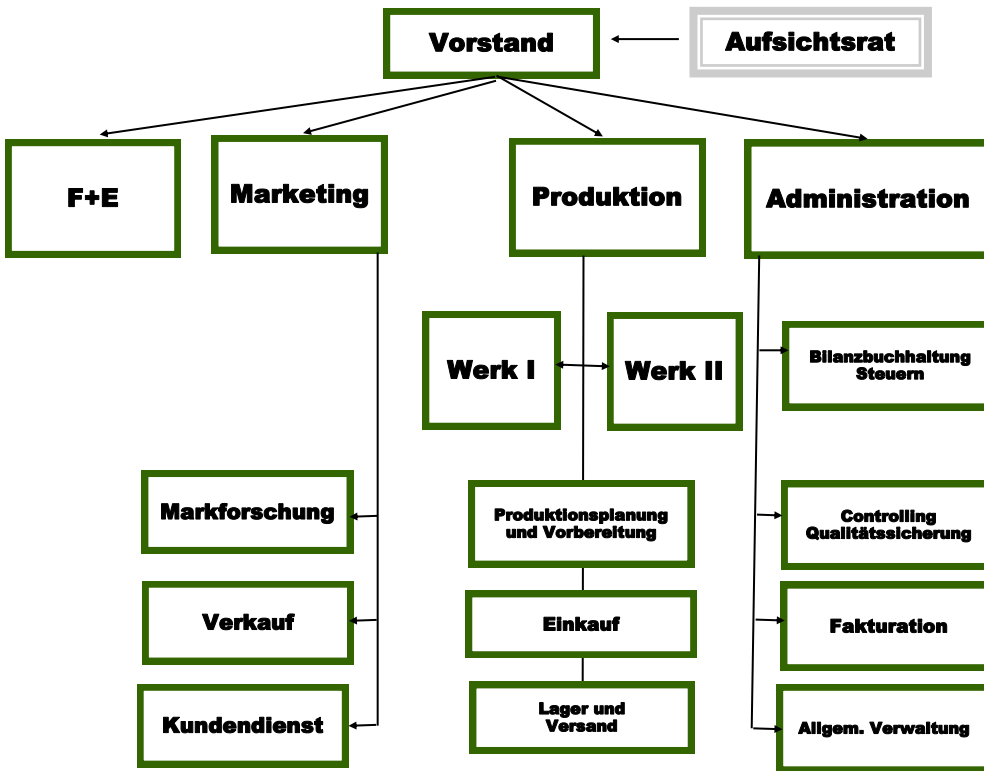 Vorstand
Aufsichtsrat
F+E
Marketing
Produktion
Administration
Werk I
Werk II
Bilanzbuchhaltung
Steuern
Markforschung
Produktionsplanung
und Vorbereitung
Controlling
Qualitätssicherung
Verkauf
Einkauf
Fakturation
Kundendienst
Lager und
Versand
Allgem. Verwaltung